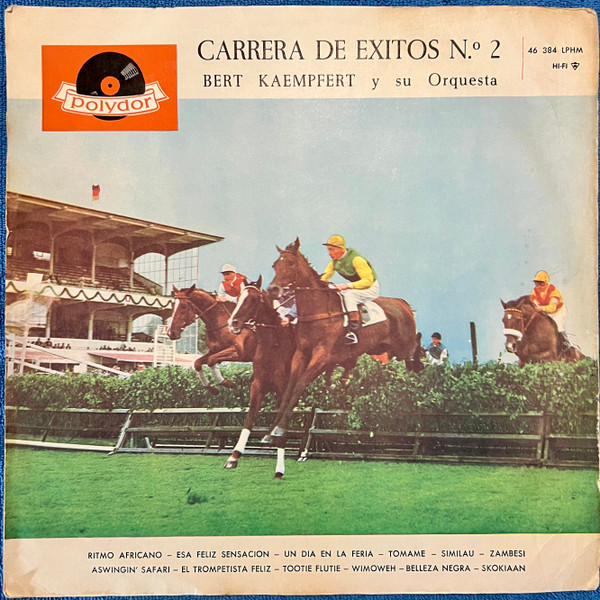 polydor
CARRERA DE EXITOS N.º 2
BERT KAEMPFERT y su Orquesta
46 384 LPHM
HI-FI
RITMO AFRICANO – ESA FELIZ SENSACION – UN DIA EN LA FERIA – TOMAME – SIMILAU – ZAMBESI
ASWINGIN' SAFARI – EL TROMPETISTA FELIZ – TOOTIE FLUTIE – WIMOWEH – BELLEZA NEGRA – SKOKIAAN